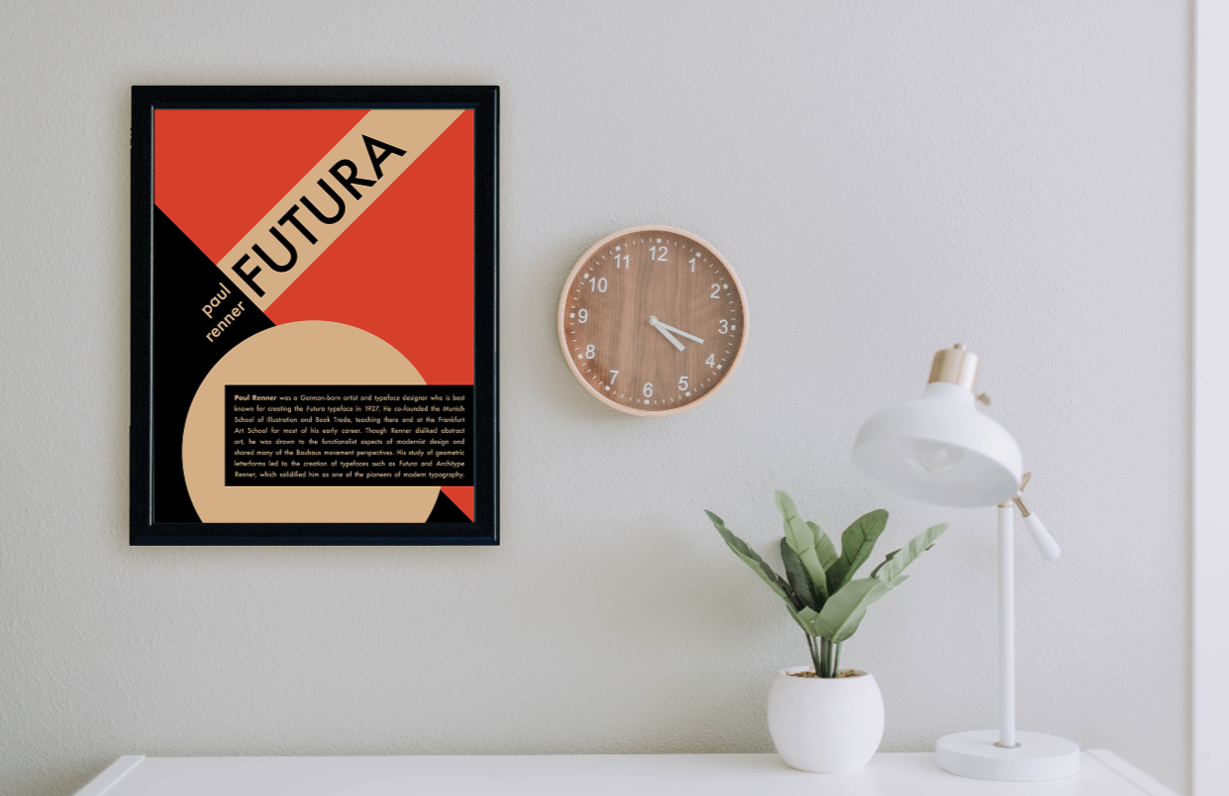 FUTURA
paul
renner
Paul Renner was a German-born artist and typeface designer who is best
known for creating the Futura typeface in 1927. He co-founded the Munich
School of Illustration and Book Trade, teaching there and at the Frankfurt
Art School for most of his early career. Though Renner disliked abstract
art, he was drawn to the functionalist aspects of modernist design and
shared many of the Bauhaus movement perspectives. His study of geometric
letterforms led to the creation of typefaces such as Futura and Architype
Renner, which solidified him as one of the pioneers of modern typography.
12
1
2
3
4
5
6
7
8
9
10
11